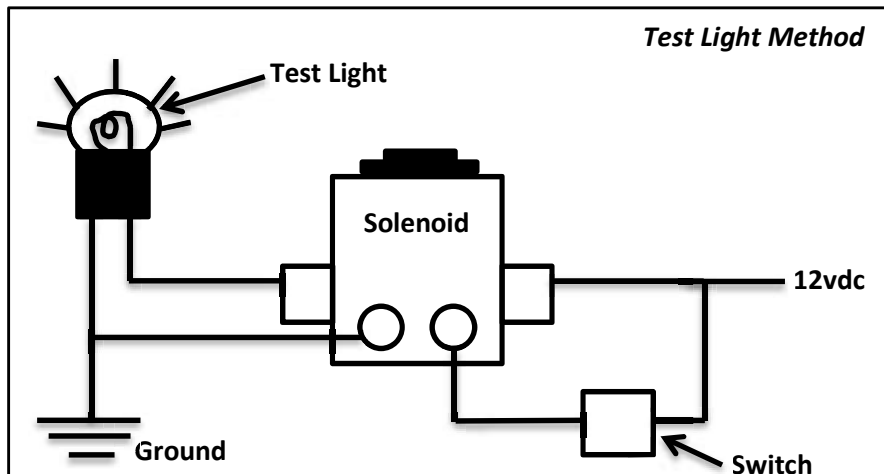 Test Light Method
Test Light
Solenoid
12vdc
Ground
Switch